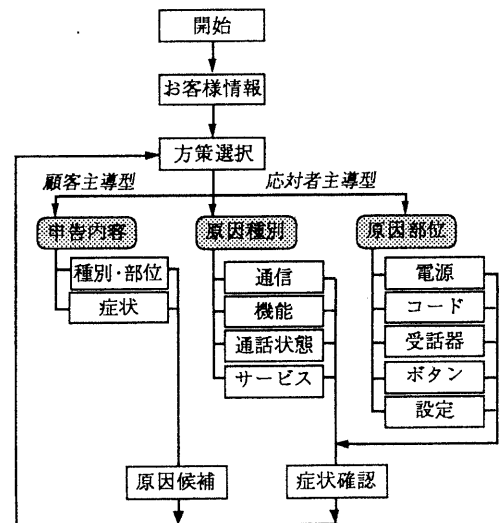 開始
お客様情報
方策選択
顧客主導型
応対者主導型
申告内容
原因種別
原因部位
種別・部位
症状
通信
機能
通話状態
サービス
電源
コード
受話器
ボタン
設定
原因候補
症状確認